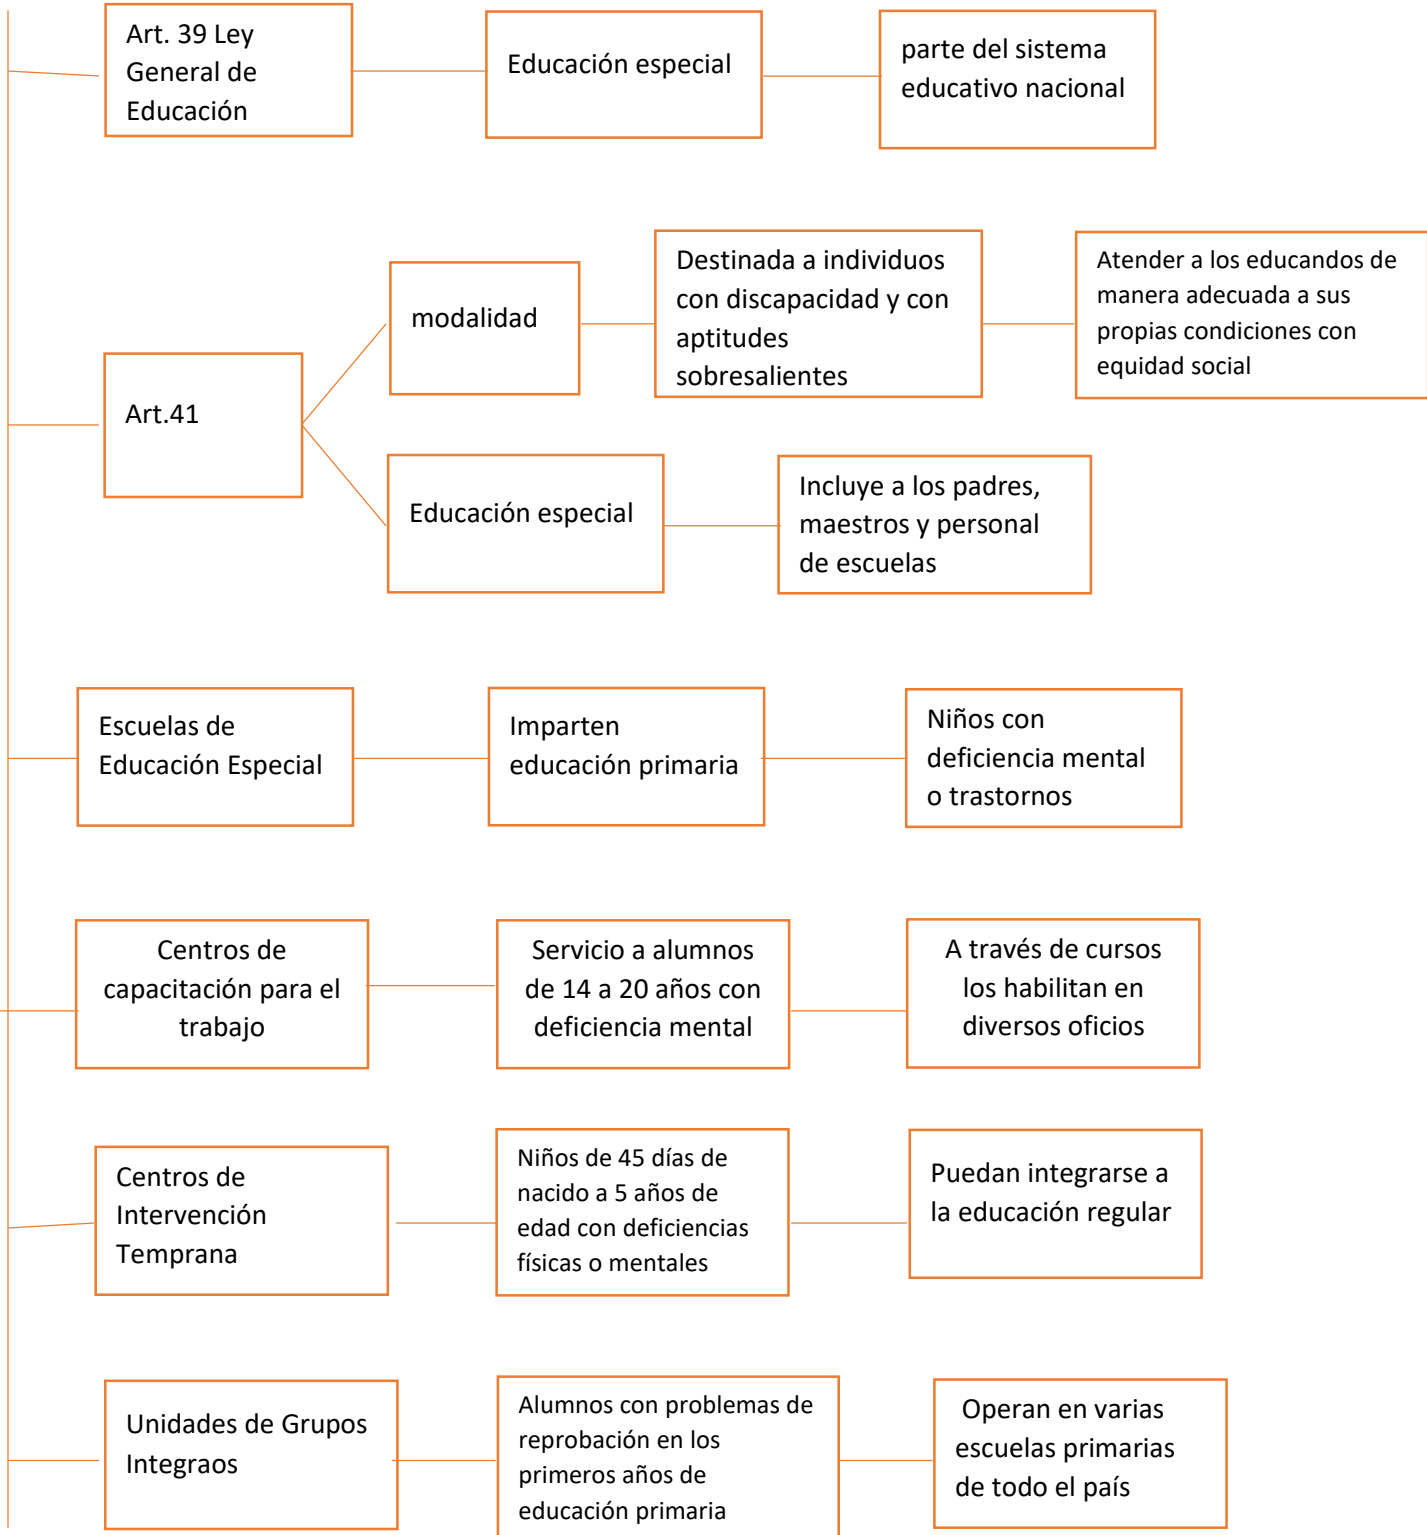 Art. 39 Ley
General de
Educación
Educación especial
parte del sistema
educativo nacional
Art.41
modalidad
Destinada a individuos
con discapacidad y con
aptitudes
sobresalientes
Atender a los educandos de
manera adecuada a sus
propias condiciones con
equidad social
Educación especial
Incluye a los padres,
maestros y personal
de escuelas
Escuelas de
Educación Especial
Imparten
educación primaria
Niños con
deficiencia mental
o trastornos
Centros de
capacitación para el
trabajo
Servicio a alumnos
de 14 a 20 años con
deficiencia mental
A través de cursos
los habilitan en
diversos oficios
Centros de
Intervención
Temprana
Niños de 45 días de
nacido a 5 años de
edad con deficiencias
físicas o mentales
Puedan integrarse a
la educación regular
Unidades de Grupos
Integraos
Alumnos con problemas de
reprobación en los
primeros años de
educación primaria
Operan en varias
escuelas primarias
de todo el país